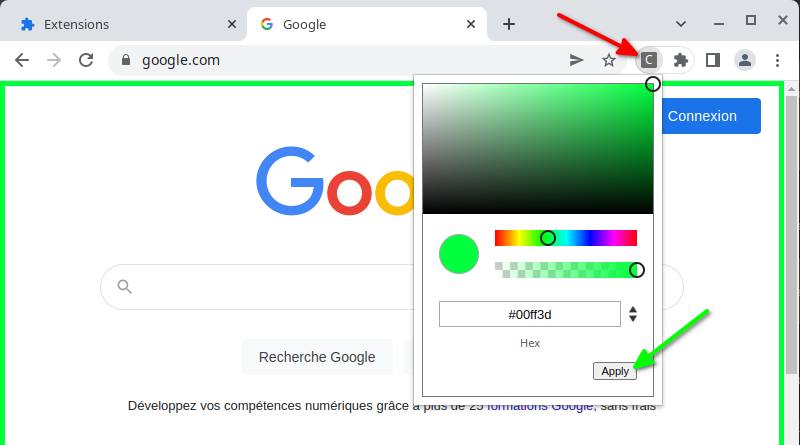 Extensions
Google
google.com
C
Connexion
Goo
#00ff3d
Hex
Recherche Google
Apply
Développez vos compétences numériques grâce à plus de 25 formations Google, sans frais